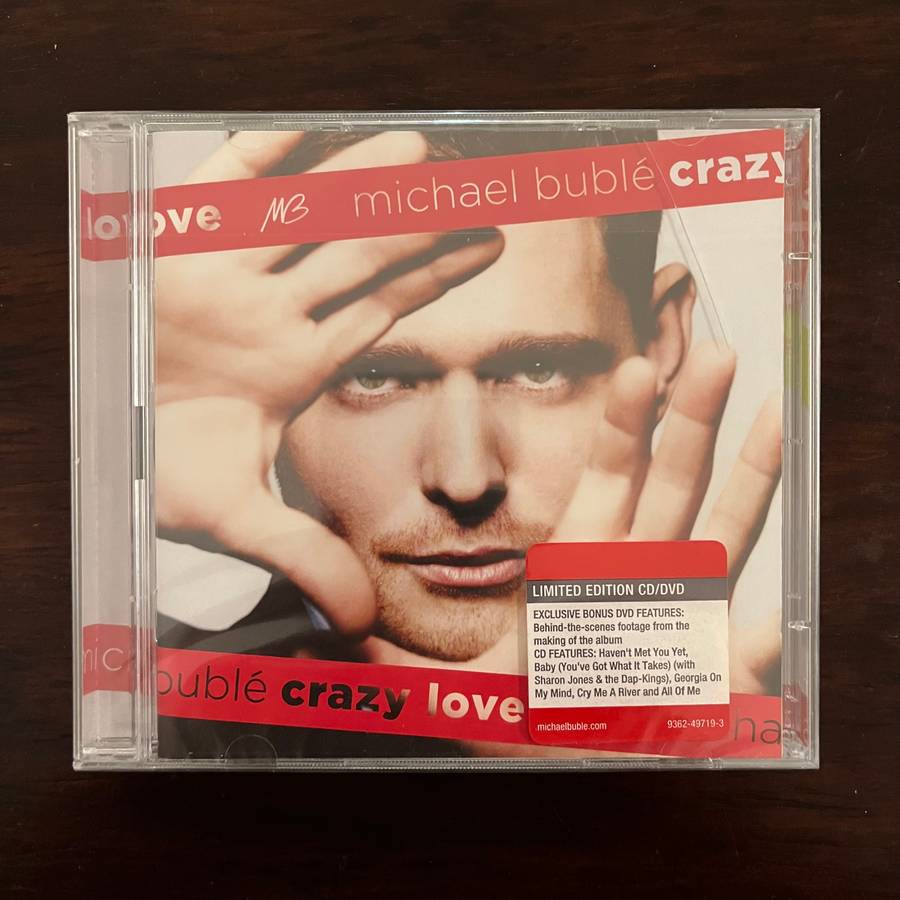 love MB michael bublé crazy
mic bublé crazy love
ha
LIMITED EDITION CD/DVD
EXCLUSIVE BONUS DVD FEATURES:
Behind-the-scenes footage from the
making of the album
CD FEATURES: Haven't Met You Yet,
Baby (You've Got What It Takes) (with
Sharon Jones & the Dap-Kings), Georgia On
My Mind, Cry Me A River and All Of Me
michaelbuble.com 9362-49719-3